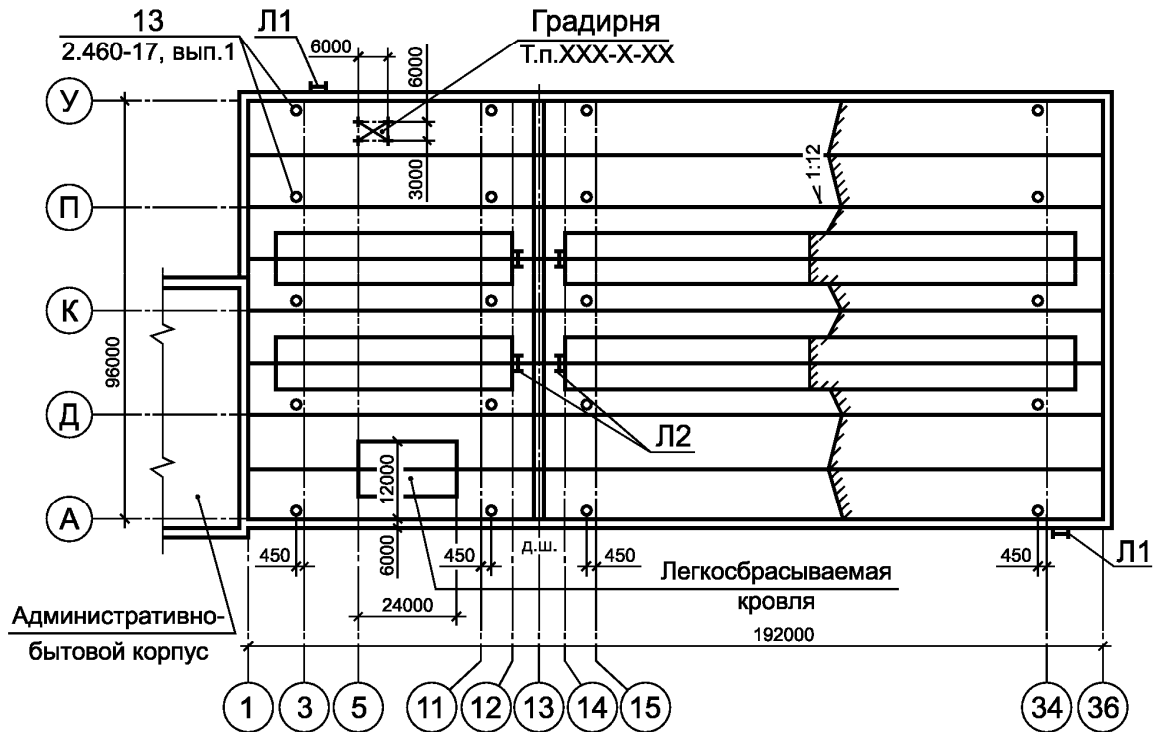 13
2.460-17, вып.1
Л1
6000
Градирня
Т.п.XXX-X-XX
6000
3000
У
П
К
Д
А
96000
1:12
Л2
12000
6000
450
450
д.ш.
450
450
Л1
24000
Легкосбрасываемая
кровля
Административно-
бытовой корпус
192000
1
3
5
11
12
13
14
15
34
36